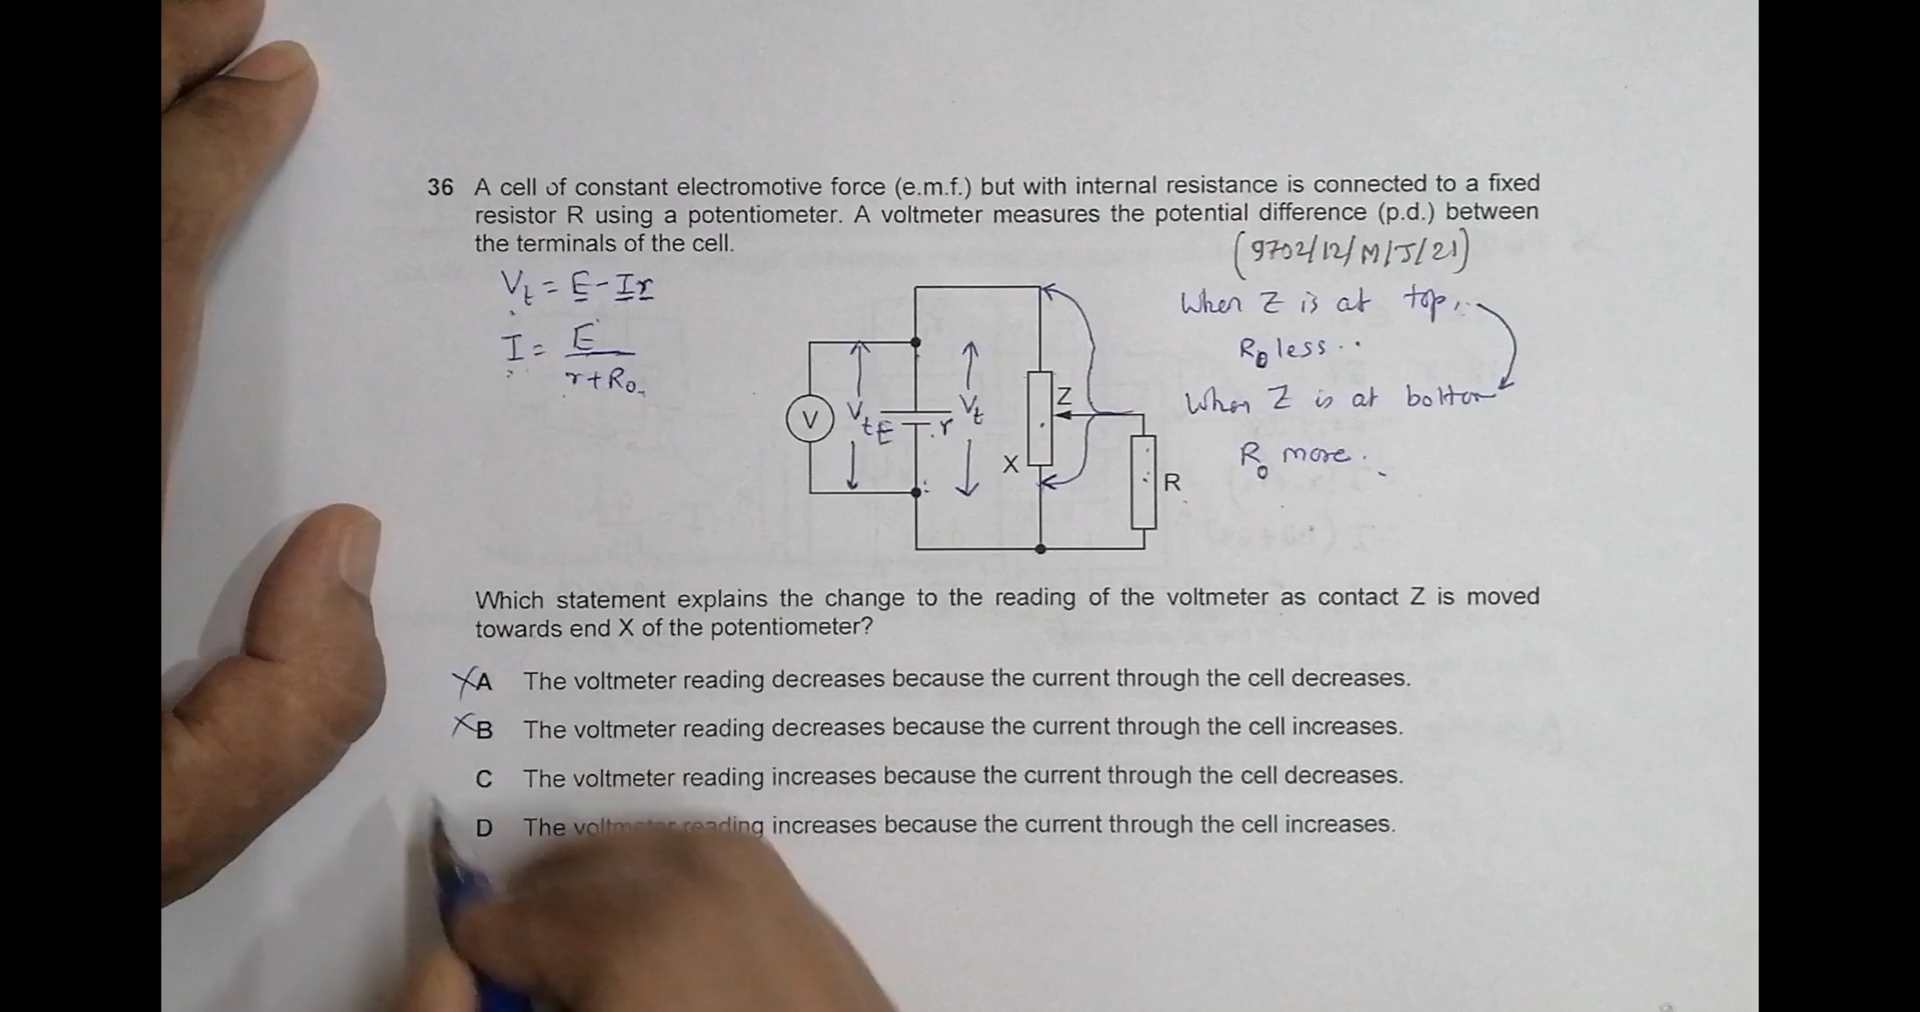 36 A cell of constant electromotive force (e.m.f.) but with internal resistance is connected to a fixed
resistor R using a potentiometer. A voltmeter measures the potential difference (p.d.) between
the terminals of the cell.
(9702/12/M/J/21)
Vt = E - Ir
I = E
r + Ro
When Z is at top,
Ro less..
When Z is at bottom
Ro more.
V
Vt
E
r
Vt
Z
X
R
Which statement explains the change to the reading of the voltmeter as contact Z is moved
towards end X of the potentiometer?
A The voltmeter reading decreases because the current through the cell decreases.
B The voltmeter reading decreases because the current through the cell increases.
C The voltmeter reading increases because the current through the cell decreases.
D The voltmeter reading increases because the current through the cell increases.